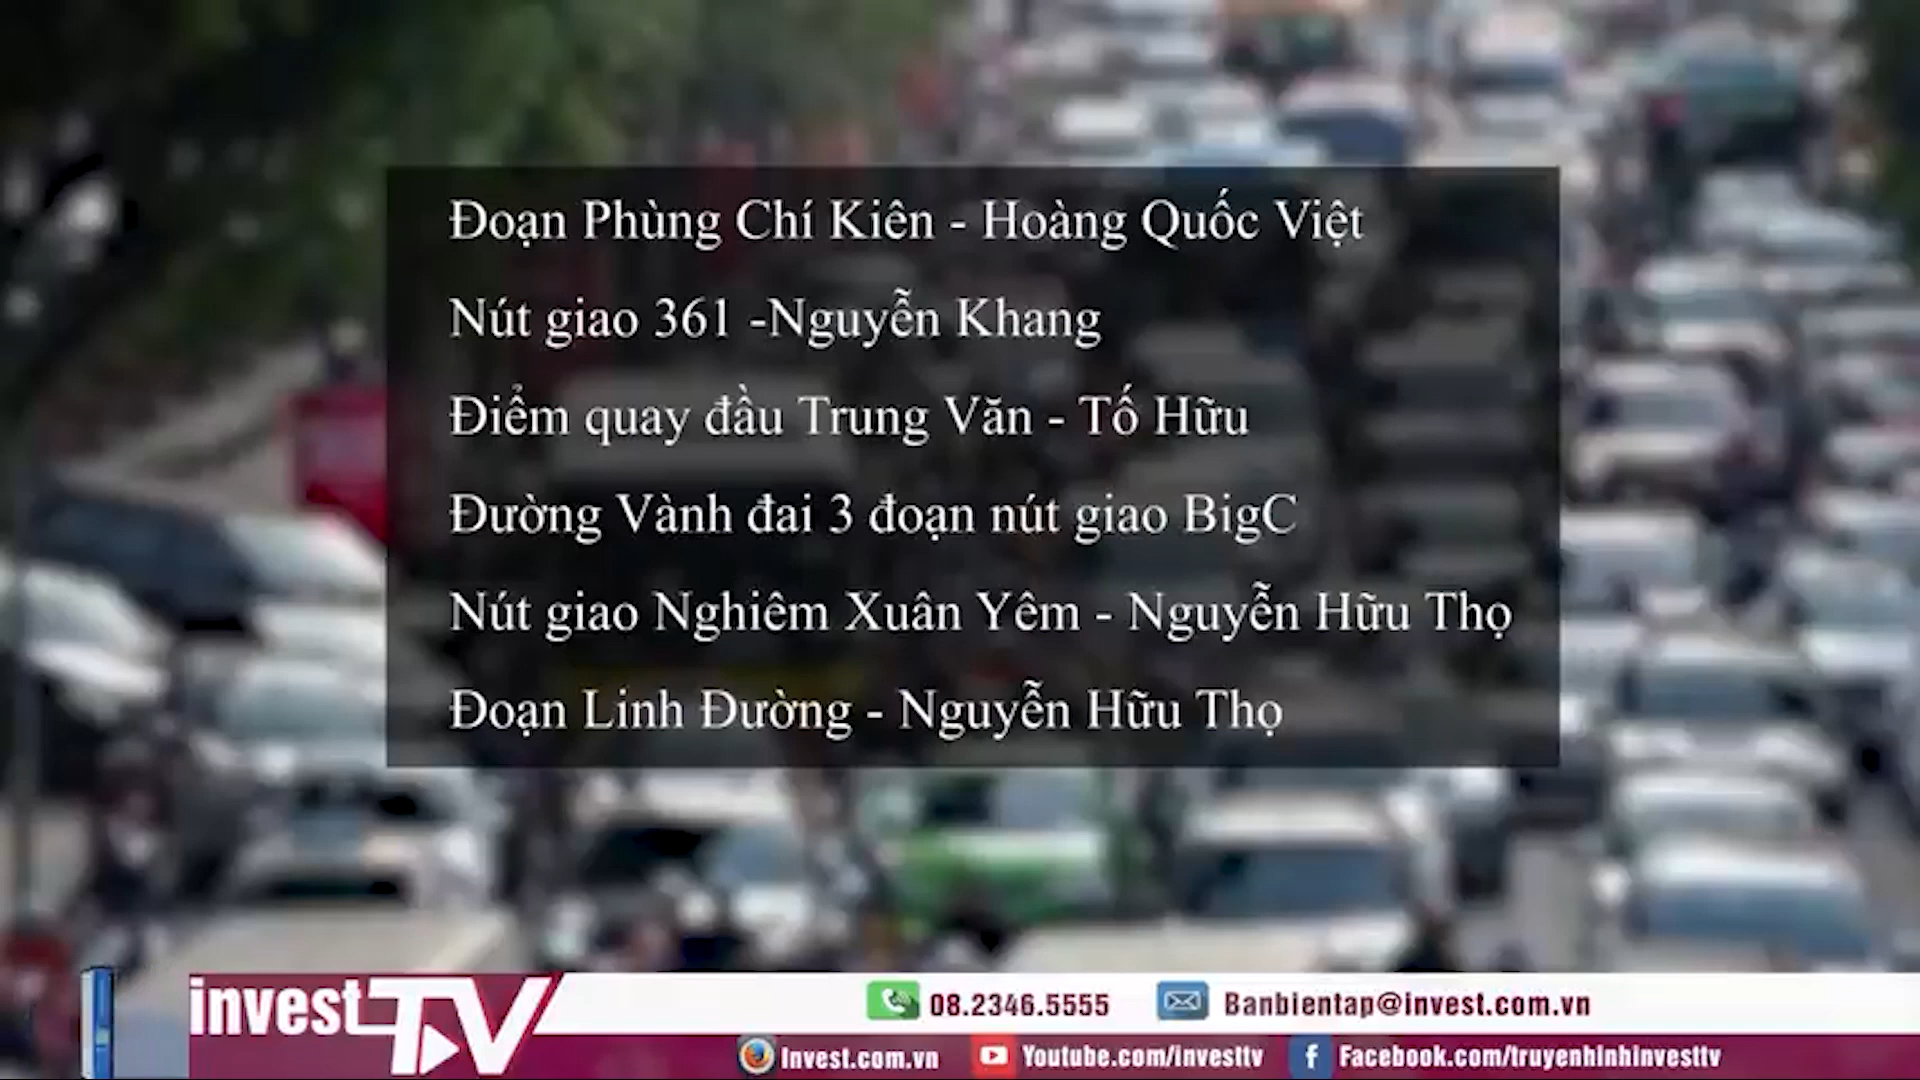 Đoạn Phùng Chí Kiên - Hoàng Quốc Việt
Nút giao 361 -Nguyễn Khang
Điểm quay đầu Trung Văn - Tố Hữu
Đường Vành đai 3 đoạn nút giao BigC
Nút giao Nghiêm Xuân Yêm - Nguyễn Hữu Thọ
Đoạn Linh Đường - Nguyễn Hữu Thọ
investTV
08.2346.5555
Banbientap@invest.com.vn
Invest.com.vn
Youtube.com/investtv
Facebook.com/truyenhinhinvesttv